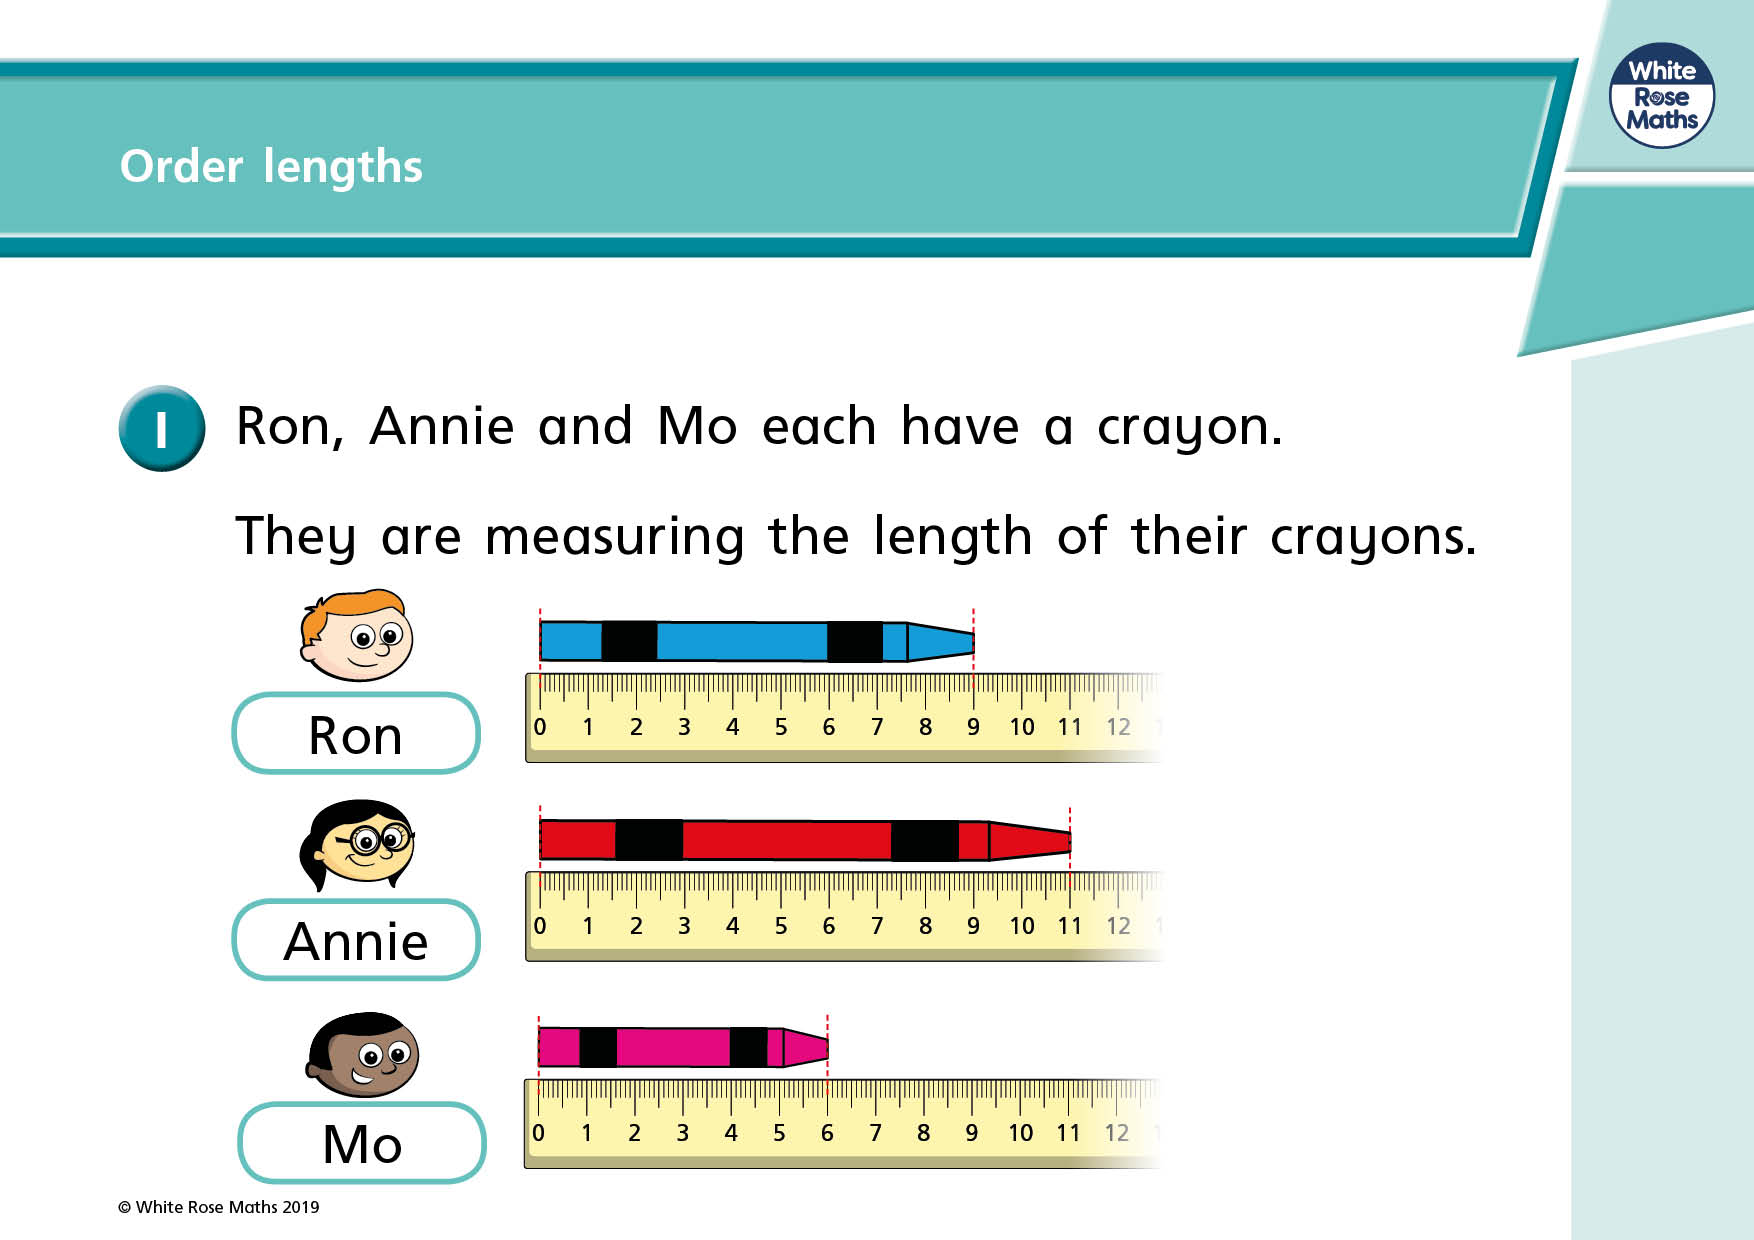 White
Rose
Maths
Order lengths
1 Ron, Annie and Mo each have a crayon.
They are measuring the length of their crayons.
0 1 2 3 4 5 6 7 8 9 10 11 12
Ron
0 1 2 3 4 5 6 7 8 9 10 11 12
Annie
0 1 2 3 4 5 6 7 8 9 10 11 12
Mo
© White Rose Maths 2019